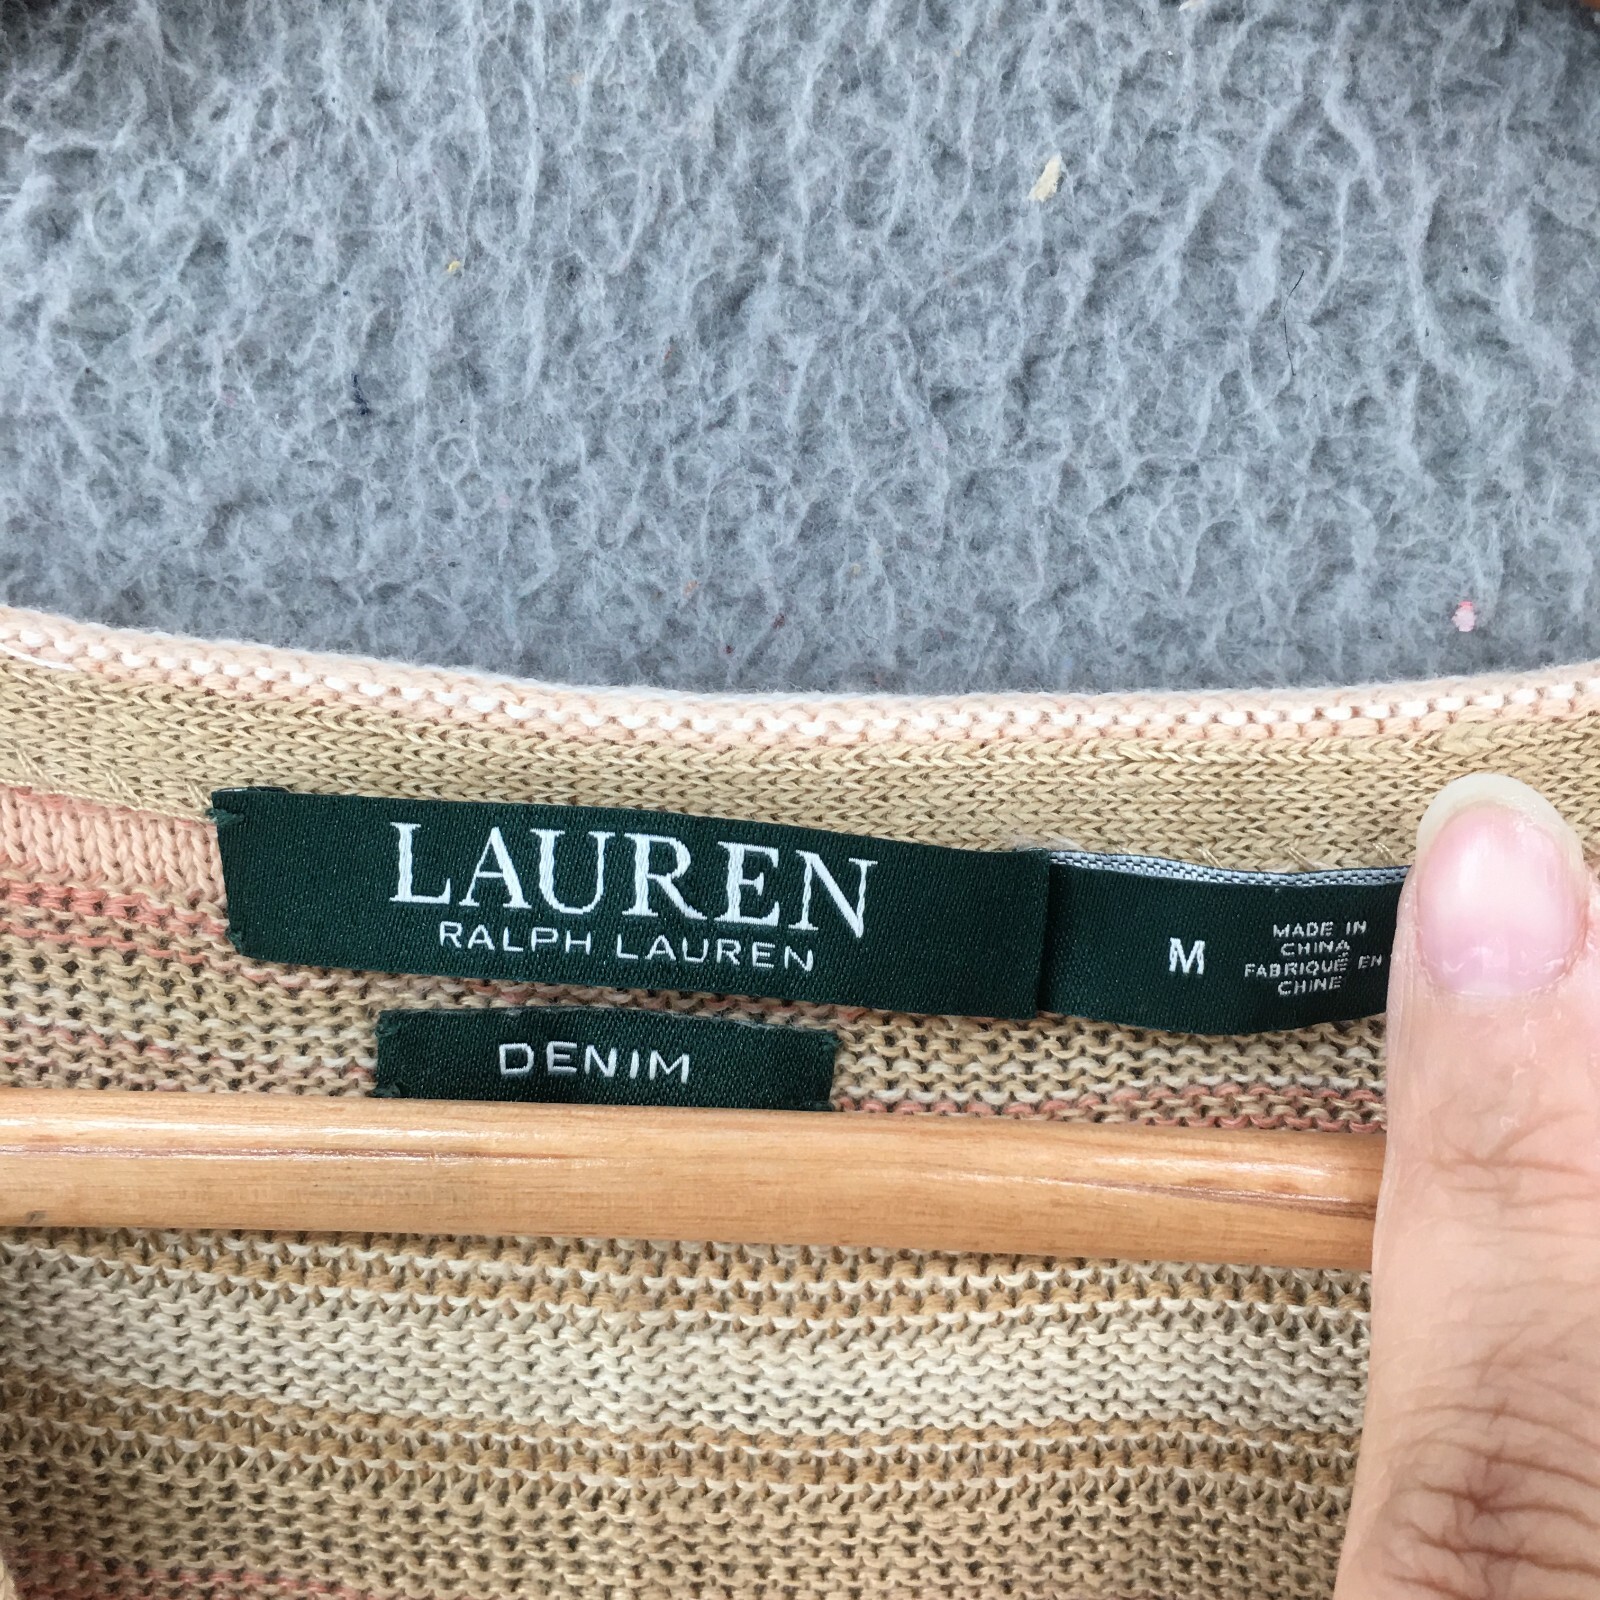 LAUREN
RALPH LAUREN
DENIM
M
MADE IN
CHINA
FABRIQUÉ EN
CHINE